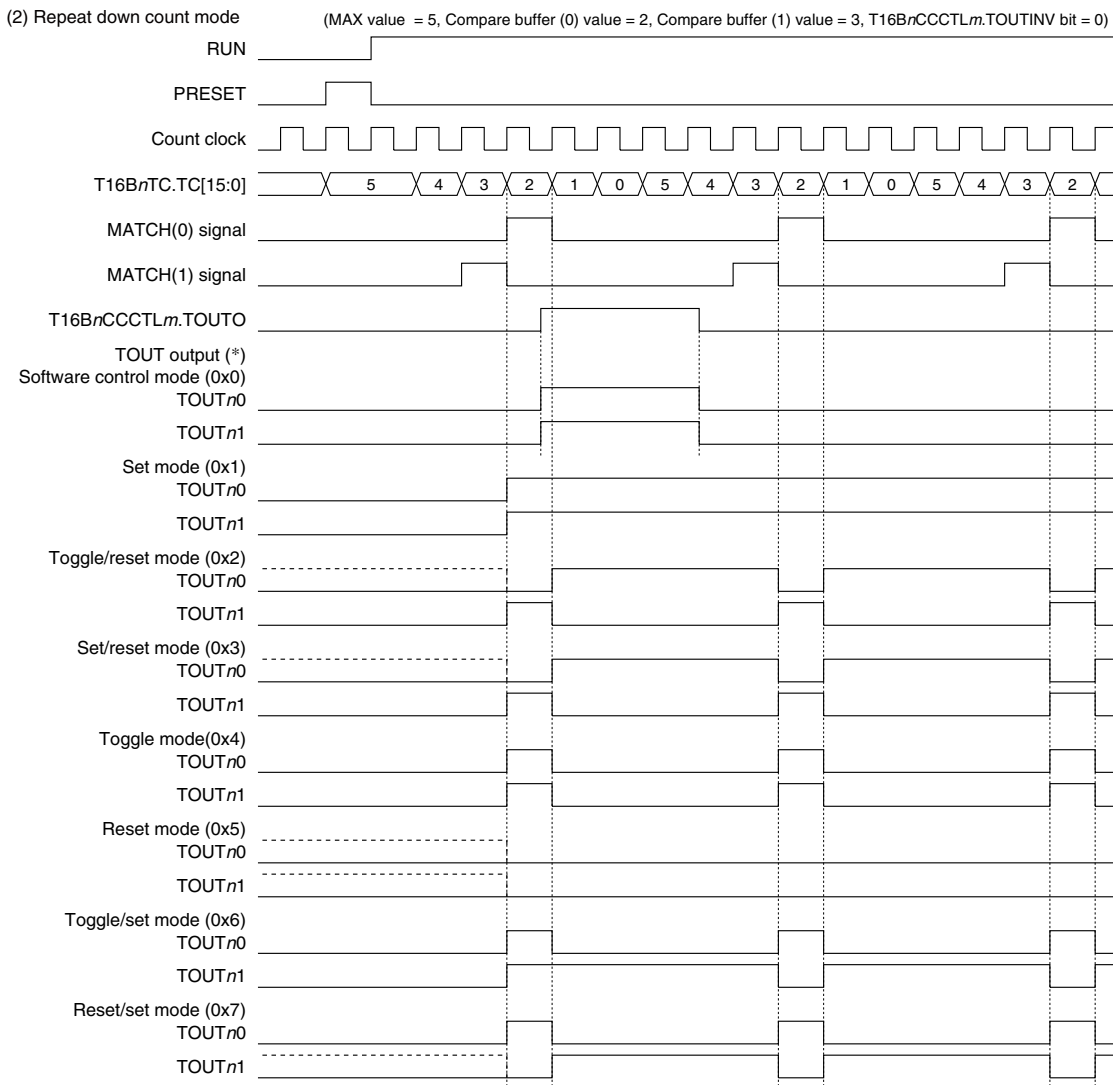 (2) Repeat down count mode (MAX value = 5, Compare buffer (0) value = 2, Compare buffer (1) value = 3, T16BnCCCTLm.TOUTINV bit = 0)
RUN
PRESET
Count clock
T16BnTC.TC[15:0] 5 4 3 2 1 0 5 4 3 2 1 0 5 4 3 2
MATCH(0) signal
MATCH(1) signal
T16BnCCCTLm.TOUTO
TOUT output (*)
Software control mode (0x0)
TOUTn0
TOUTn1
Set mode (0x1)
TOUTn0
TOUTn1
Toggle/reset mode (0x2)
TOUTn0
TOUTn1
Set/reset mode (0x3)
TOUTn0
TOUTn1
Toggle mode(0x4)
TOUTn0
TOUTn1
Reset mode (0x5)
TOUTn0
TOUTn1
Toggle/set mode (0x6)
TOUTn0
TOUTn1
Reset/set mode (0x7)
TOUTn0
TOUTn1